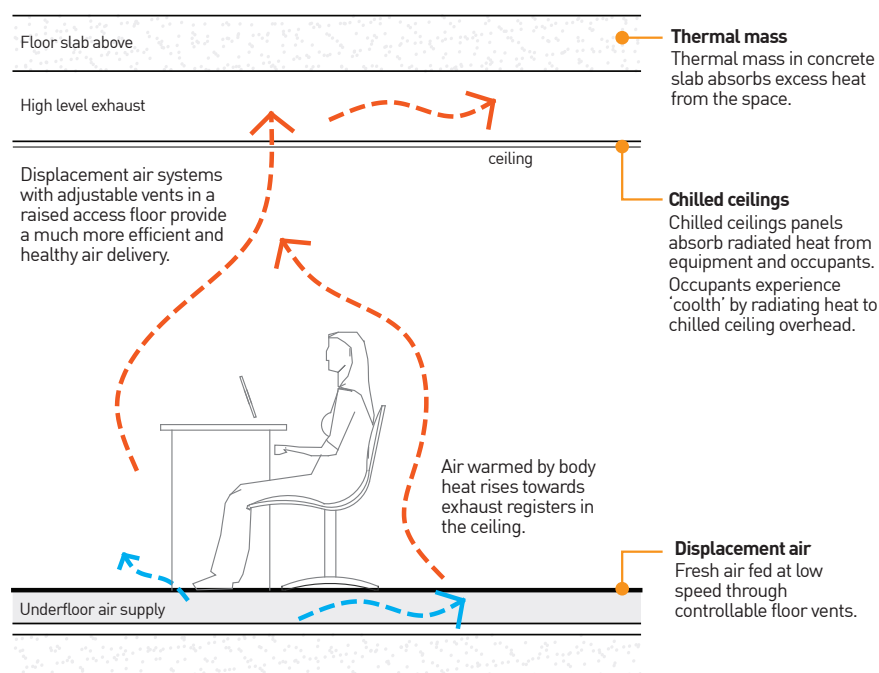 Floor slab above
Thermal mass
Thermal mass in concrete
slab absorbs excess heat
from the space.
High level exhaust
ceiling
Displacement air systems
with adjustable vents in a
raised access floor provide
a much more efficient and
healthy air delivery.
Chilled ceilings
Chilled ceilings panels
absorb radiated heat from
equipment and occupants.
Occupants experience
‘coolth’ by radiating heat to
chilled ceiling overhead.
Air warmed by body
heat rises towards
exhaust registers in
the ceiling.
Displacement air
Fresh air fed at low
speed through
controllable floor vents.
Underfloor air supply